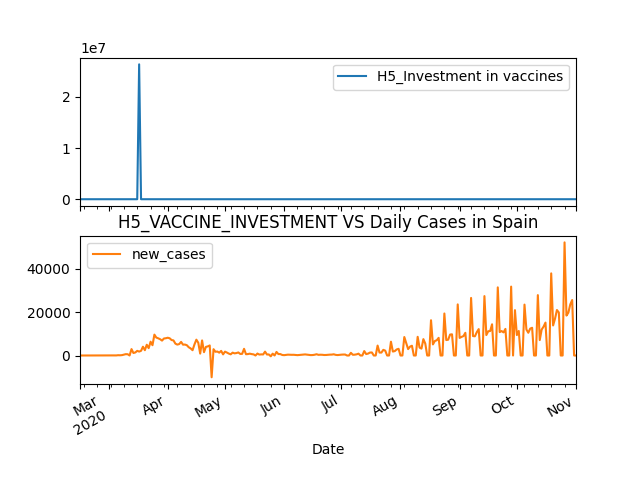 1e7
H5_Investment in vaccines
2
1
0
H5_VACCINE_INVESTMENT VS Daily Cases in Spain
new_cases
40000
20000
0
Mar
2020
Apr
May
Jun
Jul
Aug
Sep
Oct
Nov
Date